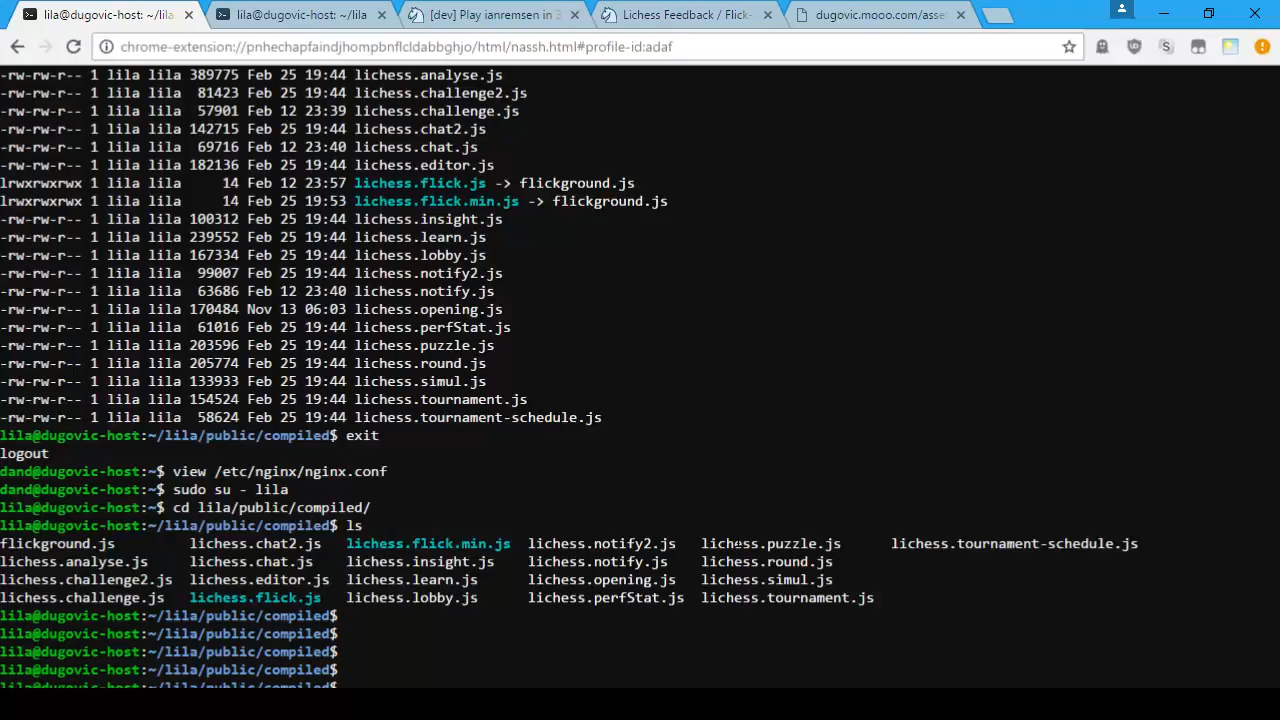 lila@dugovic-host: ~/lila
lila@dugovic-host: ~/lila
[dev] Play ianremsen in 3
Lichess Feedback / Flick-
dugovic.mooo.com/asse
chrome-extension://pnhechapfaindjhompbnflcldabbghjo/html/nassh.html#profile-id:adaf
-rw-rw-r-- 1 lila lila 389775 Feb 25 19:44 lichess.analyse.js
-rw-rw-r-- 1 lila lila  81423 Feb 25 19:44 lichess.challenge2.js
-rw-rw-r-- 1 lila lila  57901 Feb 12 23:39 lichess.challenge.js
-rw-rw-r-- 1 lila lila 142715 Feb 25 19:44 lichess.chat2.js
-rw-rw-r-- 1 lila lila  69716 Feb 12 23:40 lichess.chat.js
-rw-rw-r-- 1 lila lila 182136 Feb 25 19:44 lichess.editor.js
lrwxrwxrwx 1 lila lila     14 Feb 12 23:57 lichess.flick.js -> flickground.js
lrwxrwxrwx 1 lila lila     14 Feb 25 19:53 lichess.flick.min.js -> flickground.js
-rw-rw-r-- 1 lila lila 100312 Feb 25 19:44 lichess.insight.js
-rw-rw-r-- 1 lila lila 239552 Feb 25 19:44 lichess.learn.js
-rw-rw-r-- 1 lila lila 167334 Feb 25 19:44 lichess.lobby.js
-rw-rw-r-- 1 lila lila  99007 Feb 25 19:44 lichess.notify2.js
-rw-rw-r-- 1 lila lila  63686 Feb 12 23:40 lichess.notify.js
-rw-rw-r-- 1 lila lila 170484 Nov 13 06:03 lichess.opening.js
-rw-rw-r-- 1 lila lila  61016 Feb 25 19:44 lichess.perfStat.js
-rw-rw-r-- 1 lila lila 203596 Feb 25 19:44 lichess.puzzle.js
-rw-rw-r-- 1 lila lila 205774 Feb 25 19:44 lichess.round.js
-rw-rw-r-- 1 lila lila 133933 Feb 25 19:44 lichess.simul.js
-rw-rw-r-- 1 lila lila 154524 Feb 25 19:44 lichess.tournament.js
-rw-rw-r-- 1 lila lila  58624 Feb 25 19:44 lichess.tournament-schedule.js
lila@dugovic-host:~/lila/public/compiled$ exit
logout
dand@dugovic-host:~$ view /etc/nginx/nginx.conf
dand@dugovic-host:~$ sudo su - lila
lila@dugovic-host:~$ cd lila/public/compiled/
lila@dugovic-host:~/lila/public/compiled$ ls
flickground.js lichess.chat2.js lichess.flick.min.js lichess.notify2.js lichess.puzzle.js lichess.tournament-schedule.js
lichess.analyse.js lichess.chat.js lichess.insight.js lichess.notify.js lichess.round.js
lichess.challenge2.js lichess.editor.js lichess.learn.js lichess.opening.js lichess.simul.js
lichess.challenge.js lichess.flick.js lichess.lobby.js lichess.perfStat.js lichess.tournament.js
lila@dugovic-host:~/lila/public/compiled$
lila@dugovic-host:~/lila/public/compiled$
lila@dugovic-host:~/lila/public/compiled$
lila@dugovic-host:~/lila/public/compiled$
lila@dugovic-host:~/lila/public/compiled$